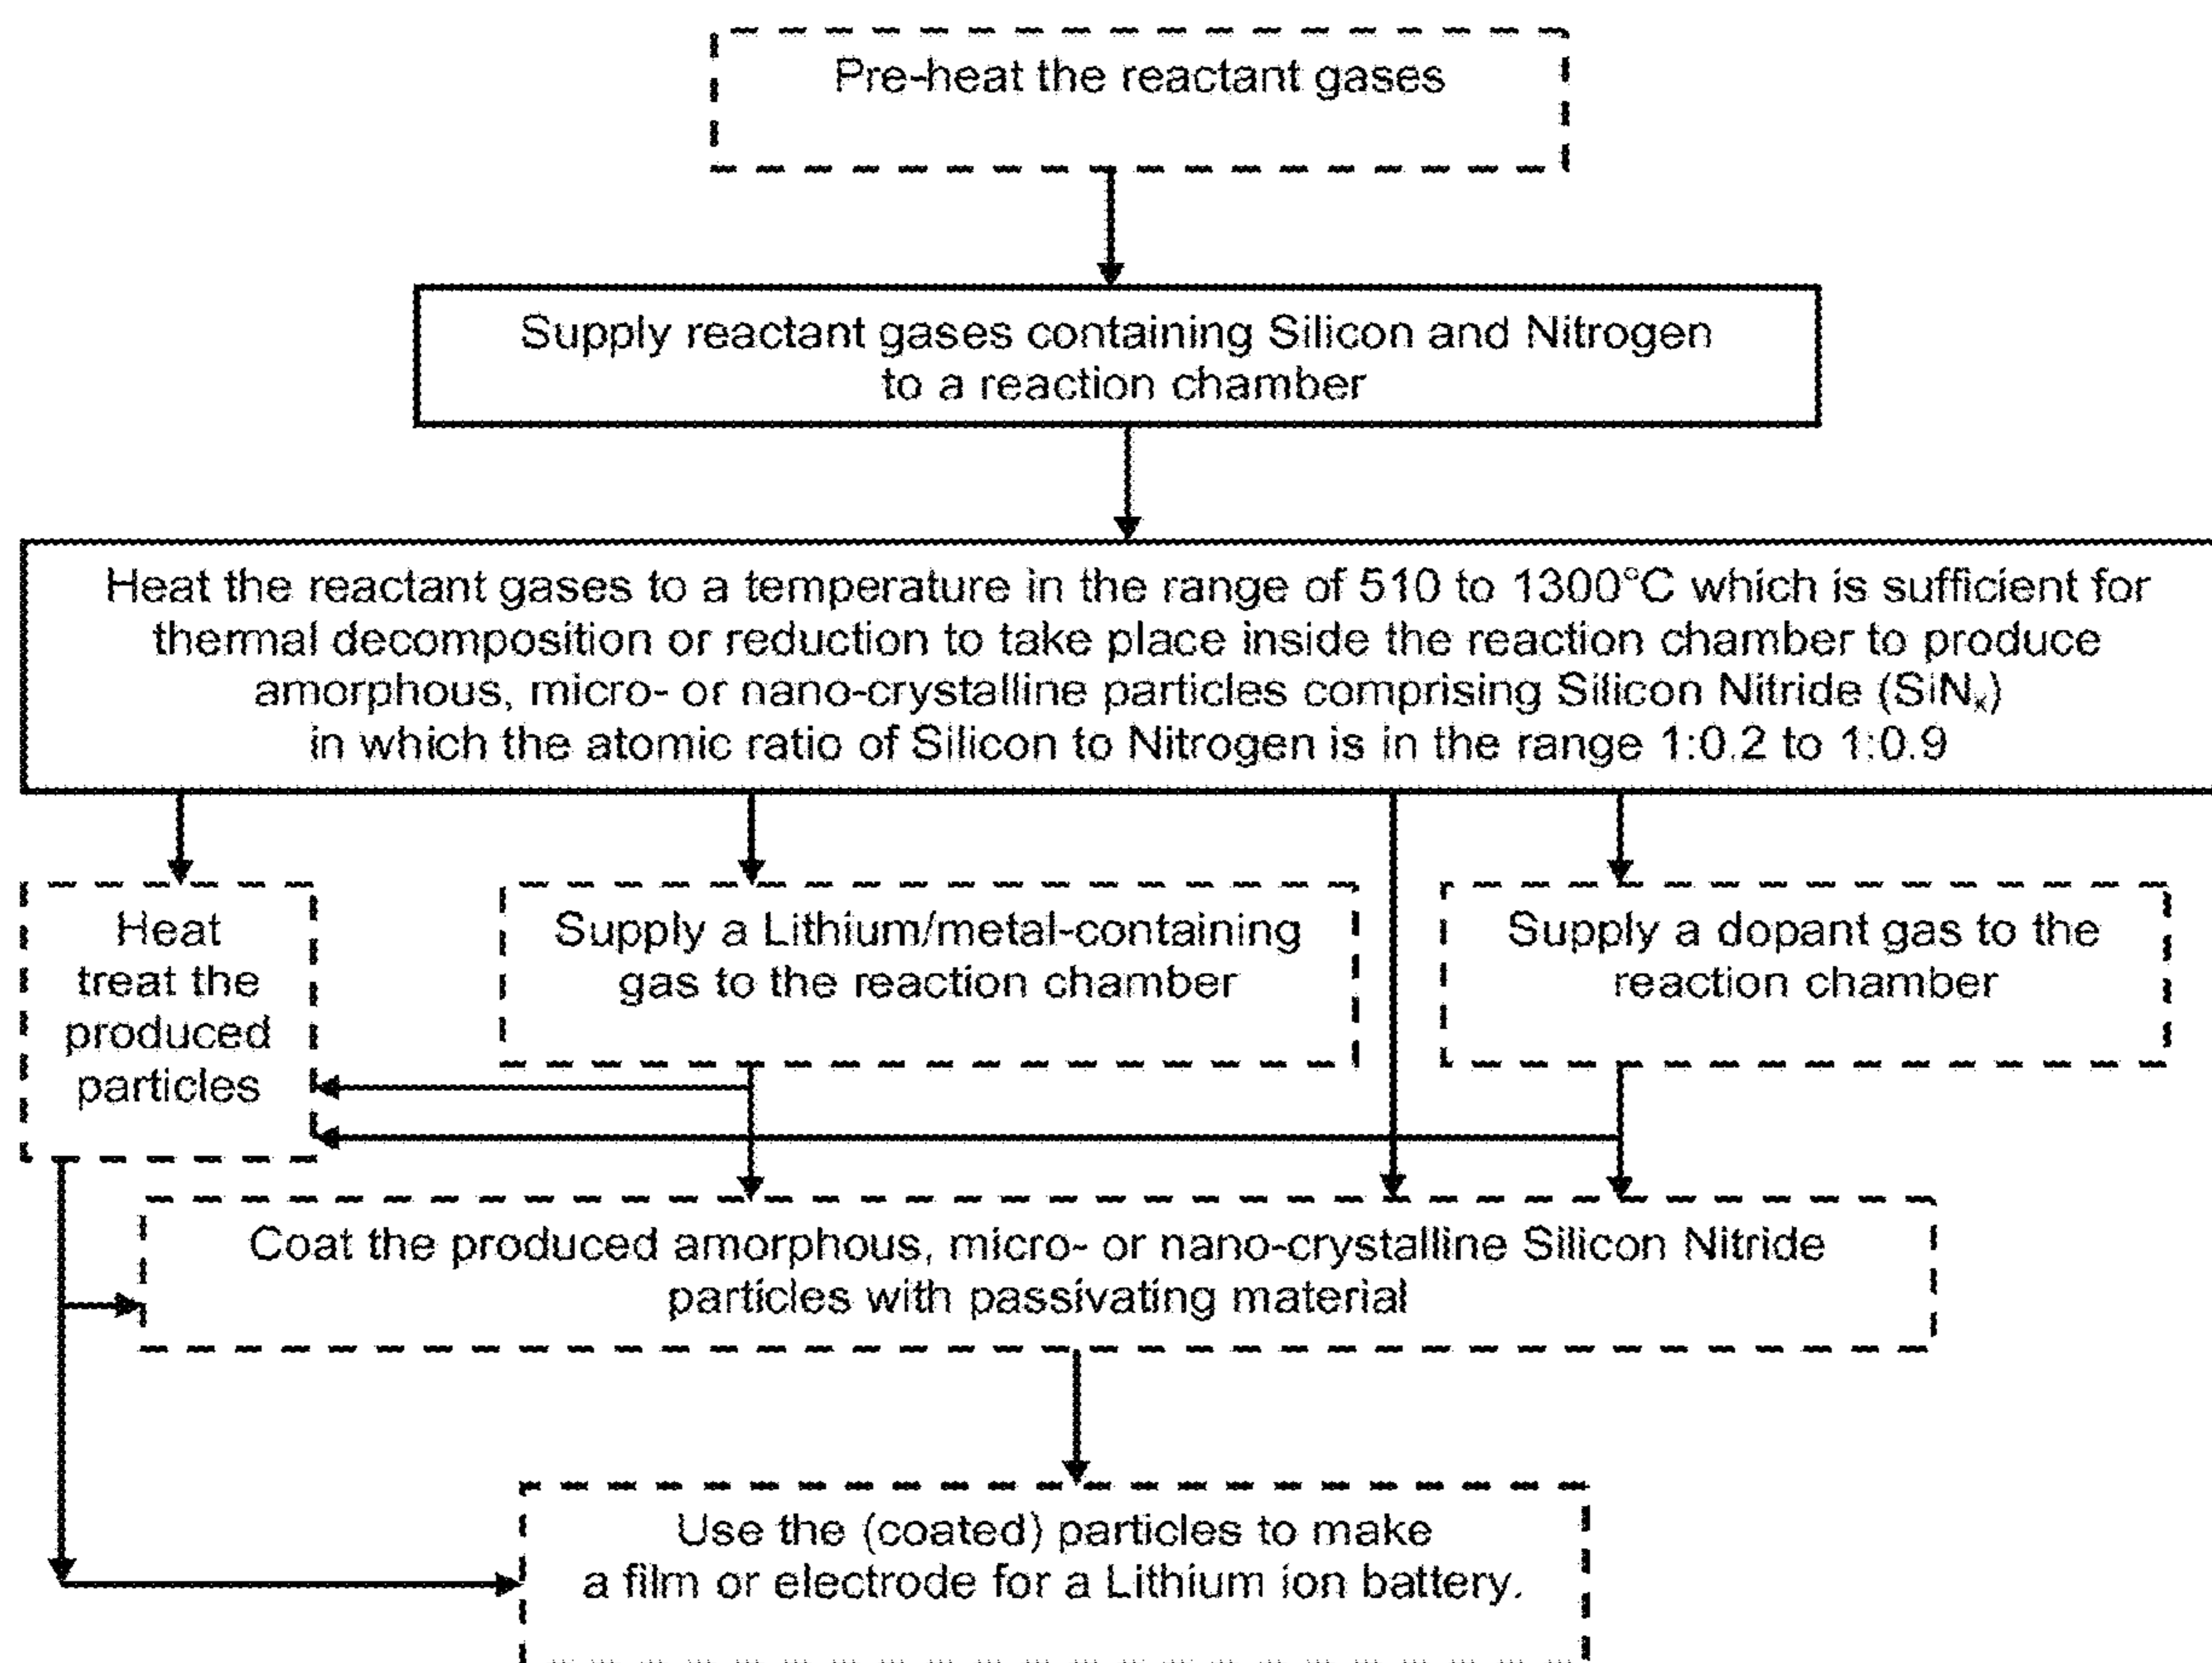 Pre-heat the reactant gases
Supply reactant gases containing Silicon and Nitrogen
to a reaction chamber
Heat the reactant gases to a temperature in the range of 510 to 1300°C which is sufficient for
thermal decomposition or reduction to take place inside the reaction chamber to produce
amorphous, micro- or nano-crystalline particles comprising Silicon Nitride (SiNₓ)
in which the atomic ratio of Silicon to Nitrogen is in the range 1:0.2 to 1:0.9
Heat
treat the
produced
particles
Supply a Lithium/metal-containing
gas to the reaction chamber
Supply a dopant gas to the
reaction chamber
Coat the produced amorphous, micro- or nano-crystalline Silicon Nitride
particles with passivating material
Use the (coated) particles to make
a film or electrode for a Lithium ion battery.